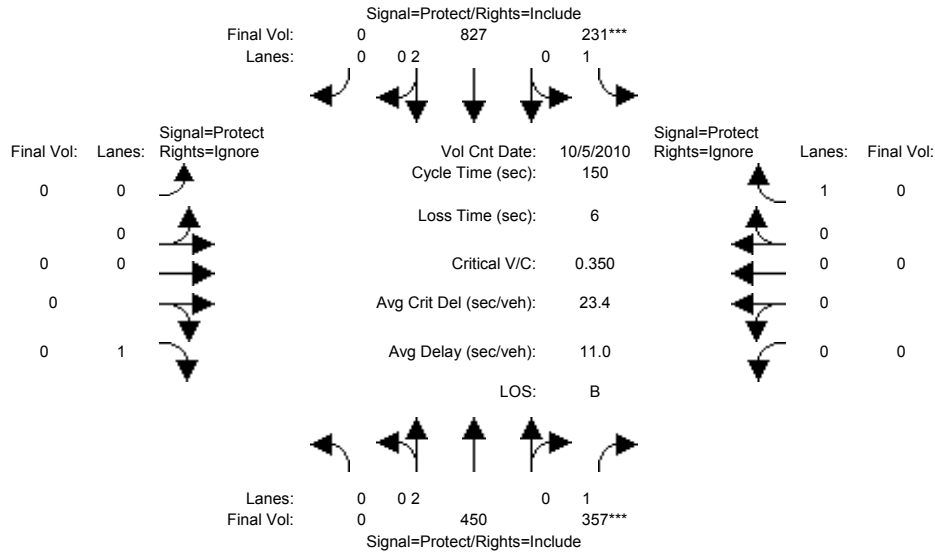 Signal=Protect/Rights=Include
Final Vol: 0 827 231***
Lanes: 0 0 2 0 1
Signal=Protect
Final Vol: Lanes: Rights=Ignore
Vol Cnt Date: 10/5/2010
Signal=Protect
Rights=Ignore Lanes: Final Vol:
Cycle Time (sec): 150
0 0
1 0
Loss Time (sec): 6
0
0
0 0
Critical V/C: 0.350
0 0
0
Avg Crit Del (sec/veh): 23.4
0
0 1
Avg Delay (sec/veh): 11.0
0 0
LOS: B
Lanes: 0 0 2 0 1
Final Vol: 0 450 357***
Signal=Protect/Rights=Include